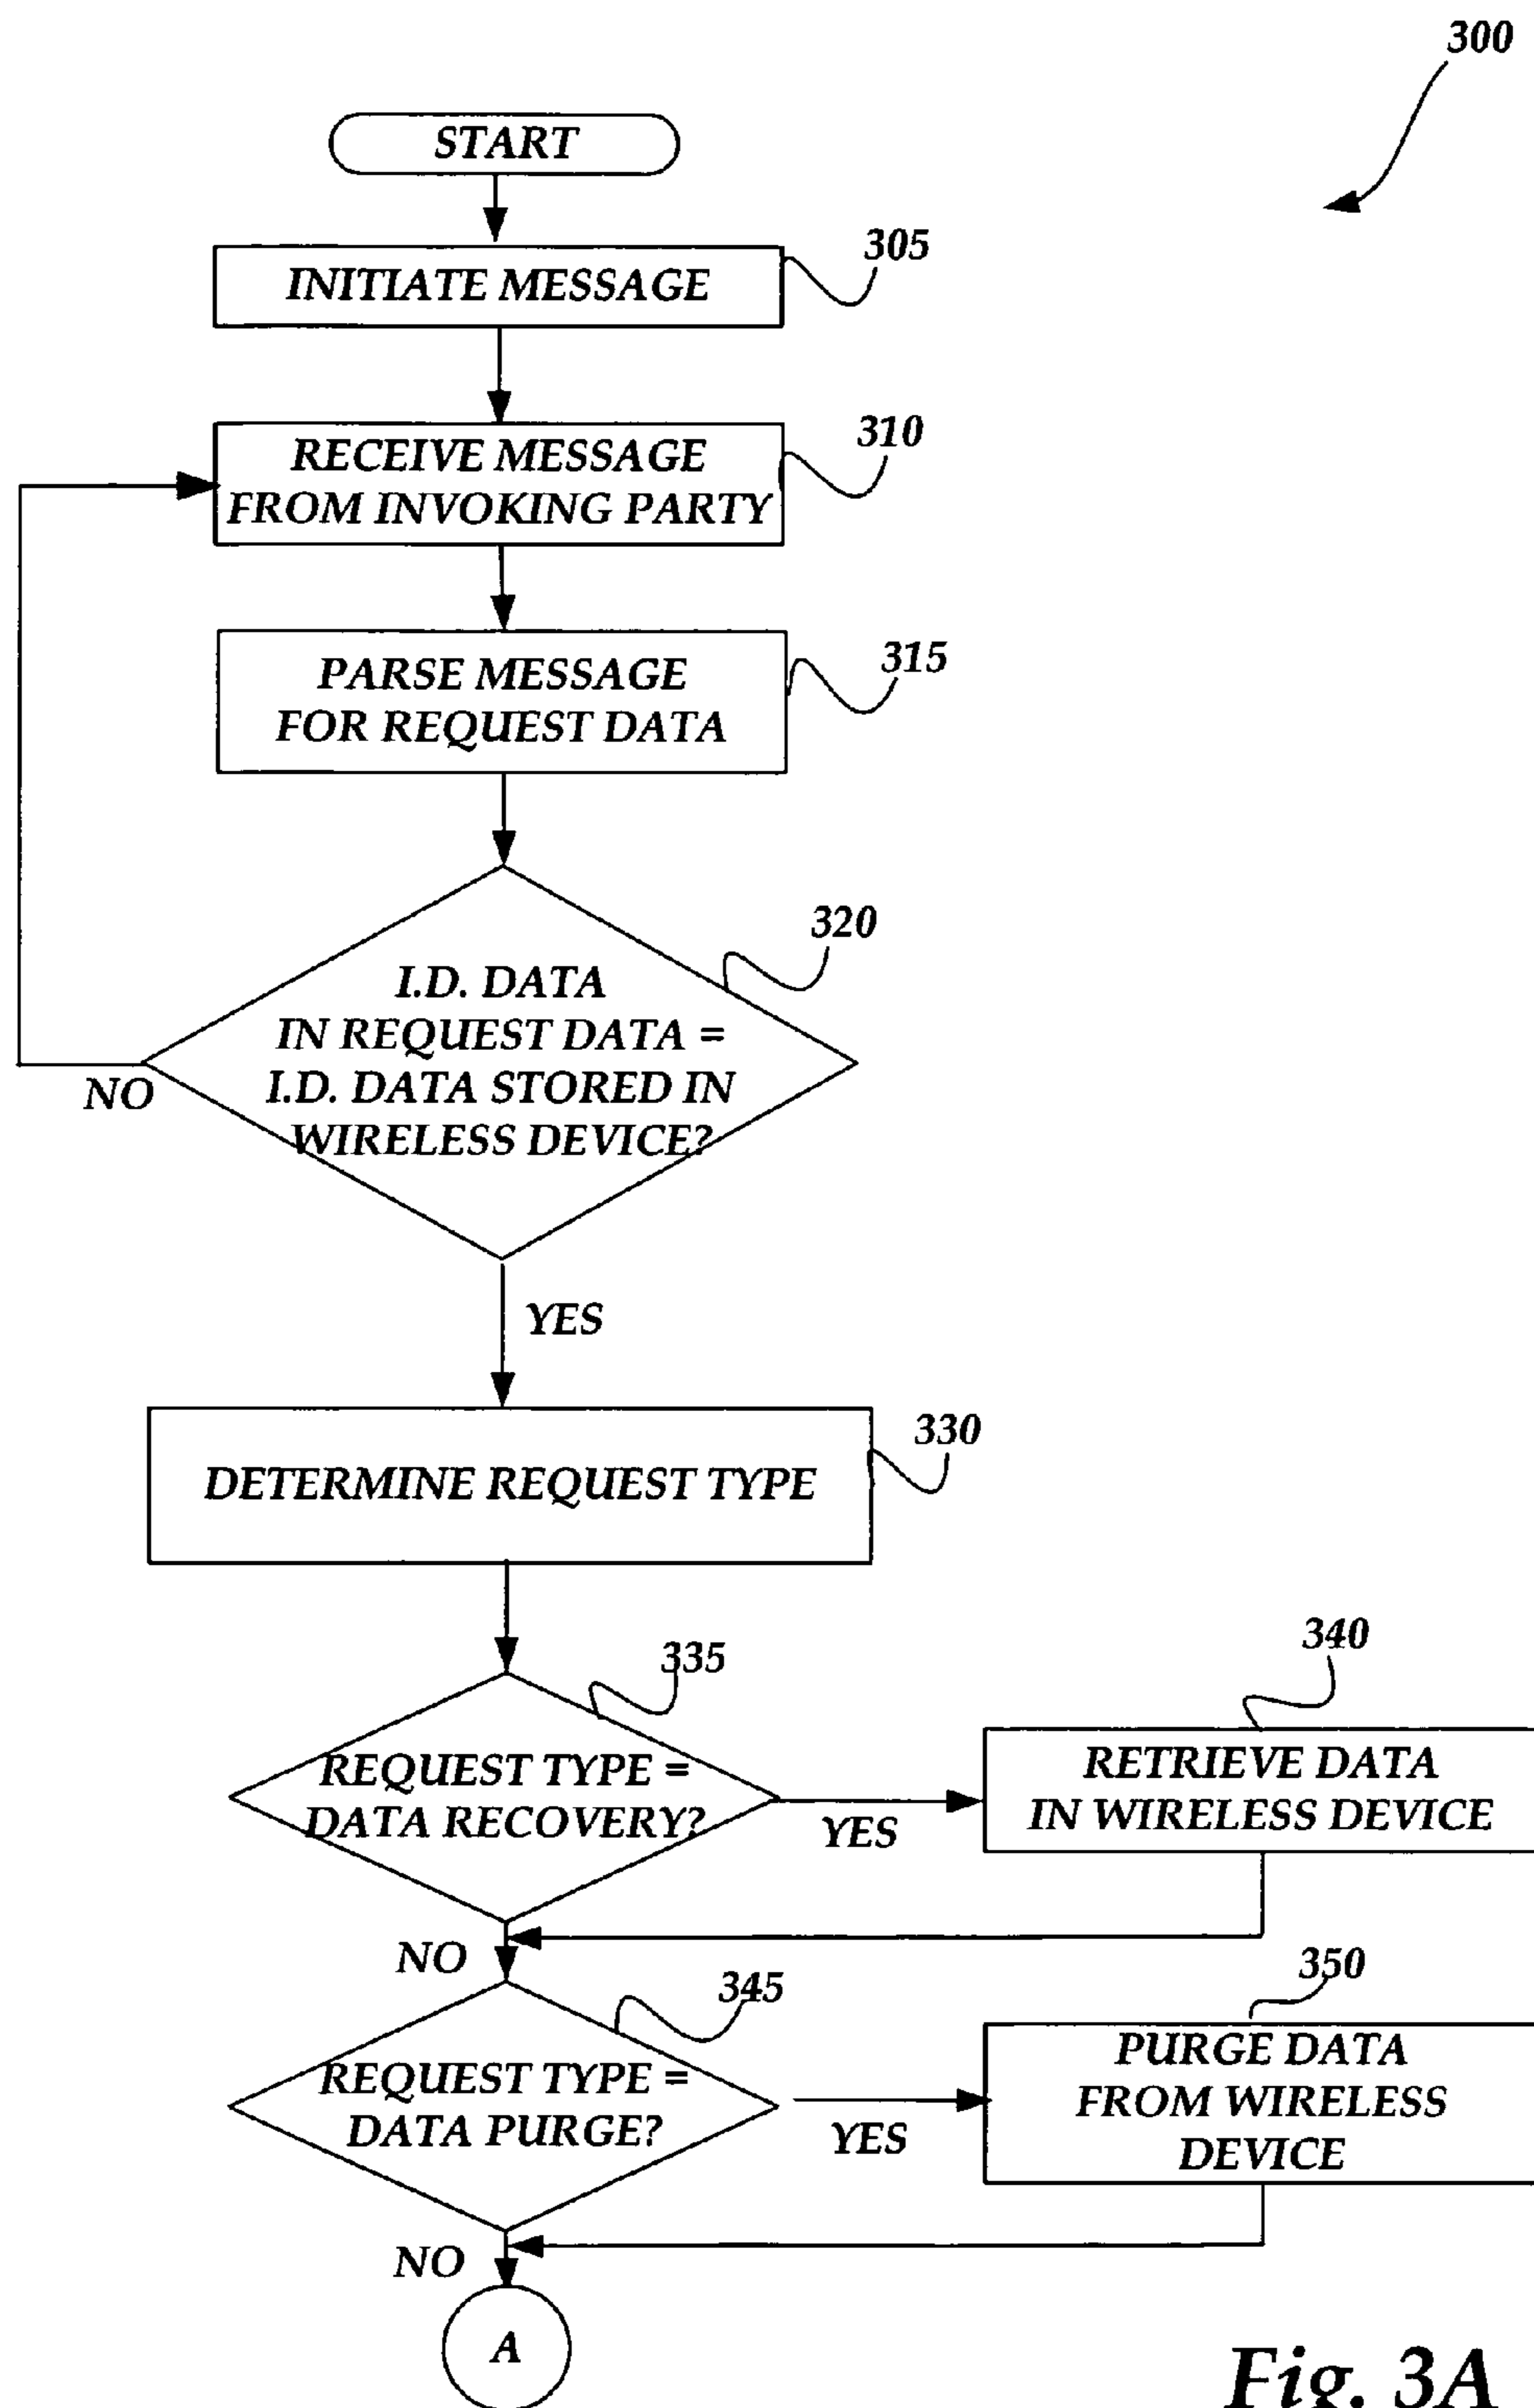 300
START
305
INITIATE MESSAGE
310
RECEIVE MESSAGE
FROM INVOKING PARTY
315
PARSE MESSAGE
FOR REQUEST DATA
320
I.D. DATA
IN REQUEST DATA =
I.D. DATA STORED IN
WIRELESS DEVICE?
NO
YES
330
DETERMINE REQUEST TYPE
335
REQUEST TYPE =
DATA RECOVERY?
YES
340
RETRIEVE DATA
IN WIRELESS DEVICE
NO
345
REQUEST TYPE =
DATA PURGE?
YES
350
PURGE DATA
FROM WIRELESS
DEVICE
NO
A
Fig. 3A